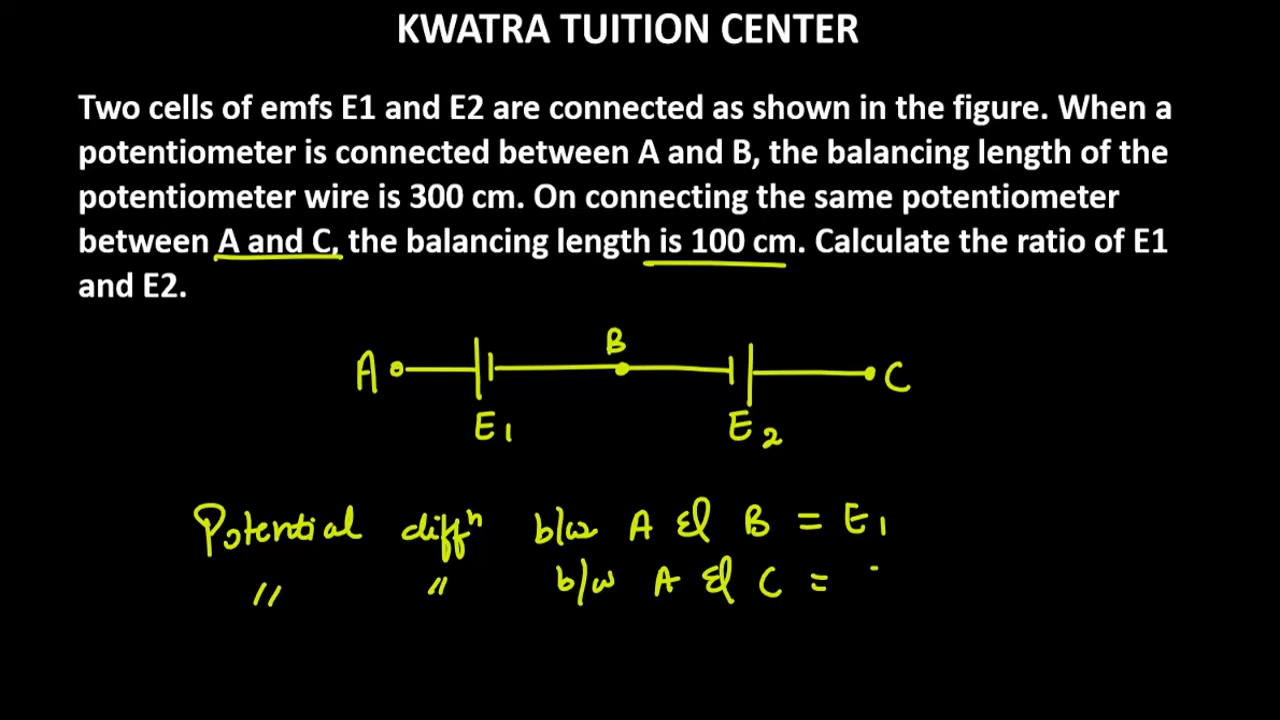 KWATRA TUITION CENTER
Two cells of emfs E1 and E2 are connected as shown in the figure. When a
potentiometer is connected between A and B, the balancing length of the
potentiometer wire is 300 cm. On connecting the same potentiometer
between A and C, the balancing length is 100 cm. Calculate the ratio of E1
and E2.
B
A C
E1 E2
Potential diffn b/w A & B = E1
" " b/w A & C =